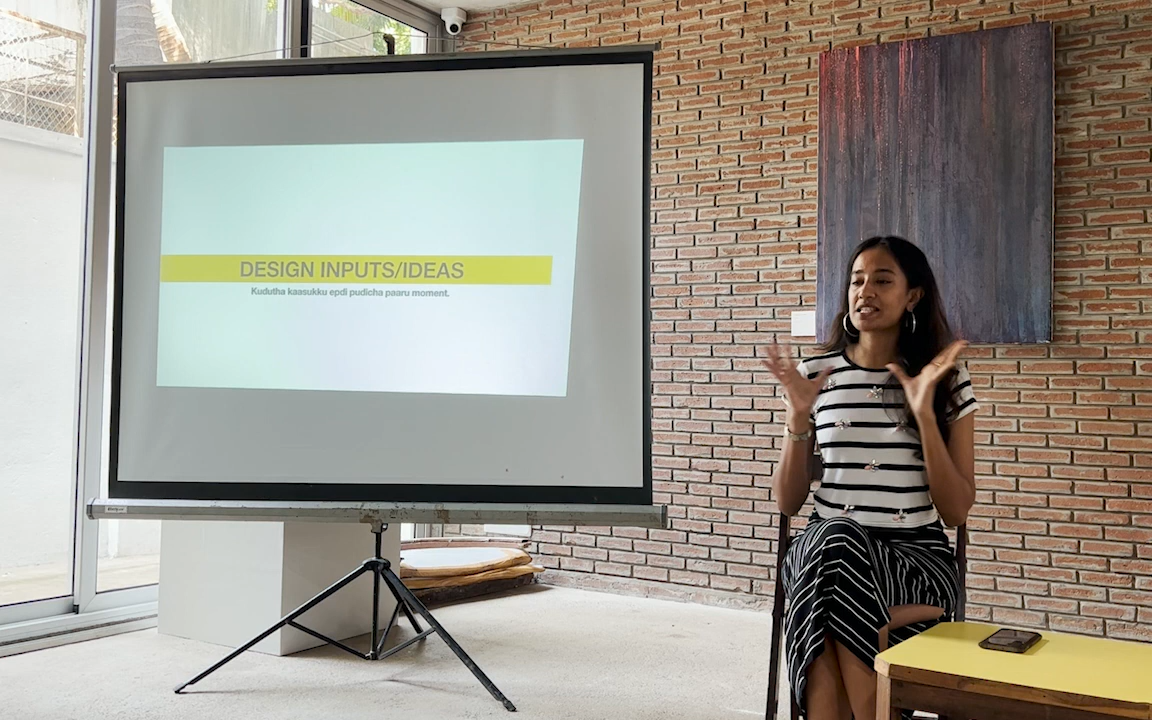 DESIGN INPUTS/IDEAS
Kudutha kaasukku epdi pudicha paaru moment.